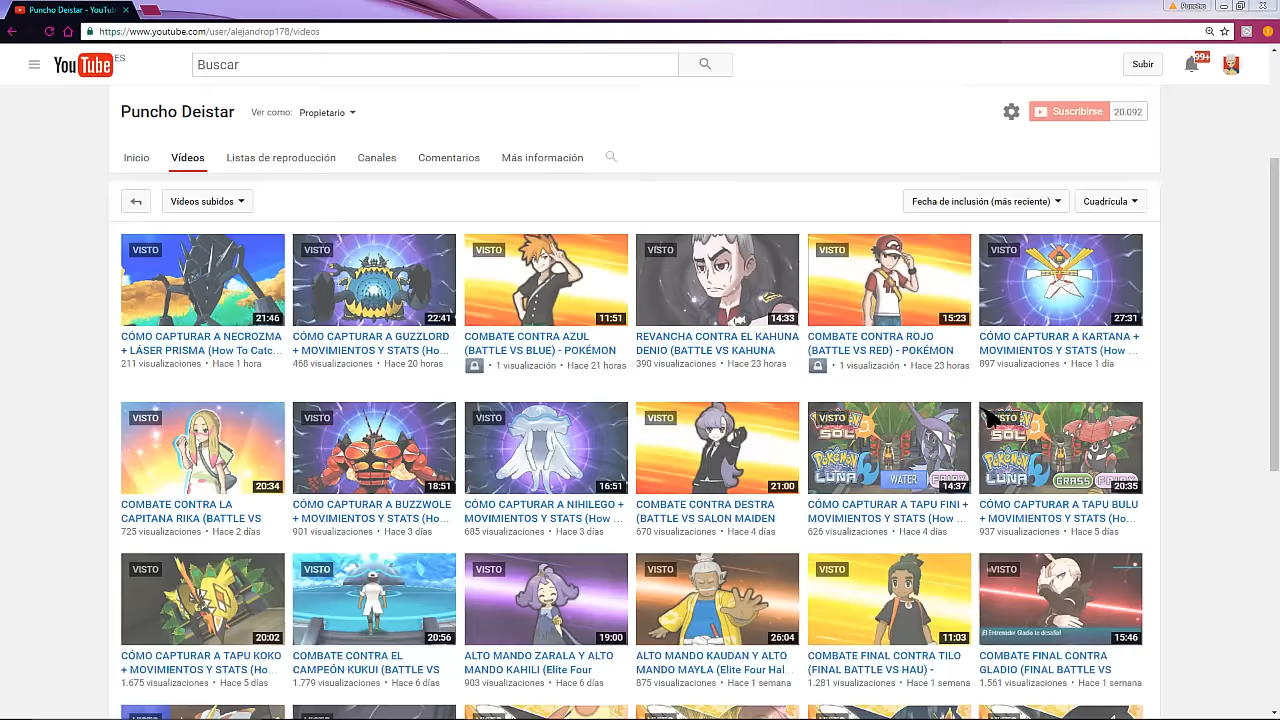 Puncho Deistar - YouTub
Puncho
https://www.youtube.com/user/alejandrop178/videos
YouTube ES
Buscar
Subir
99+
Puncho Deistar
Ver como: Propietario
Suscribirse 20.092
Inicio Vídeos Listas de reproducción Canales Comentarios Más información
Vídeos subidos
Fecha de inclusión (más reciente) Cuadrícula
VISTO VISTO VISTO VISTO VISTO VISTO
21:46 22:41 11:51 14:33 15:23 27:31
CÓMO CAPTURAR A NECROZMA CÓMO CAPTURAR A GUZZLORD COMBATE CONTRA AZUL REVANCHA CONTRA EL KAHUNA COMBATE CONTRA ROJO CÓMO CAPTURAR A KARTANA +
+ LÁSER PRISMA (How To Catc... + MOVIMIENTOS Y STATS (Ho... (BATTLE VS BLUE) - POKÉMON DENIO (BATTLE VS KAHUNA (BATTLE VS RED) - POKÉMON MOVIMIENTOS Y STATS (How ...
211 visualizaciones • Hace 1 hora 468 visualizaciones • Hace 20 horas • 1 visualización • Hace 21 horas 390 visualizaciones • Hace 23 horas • 1 visualización • Hace 23 horas 897 visualizaciones • Hace 1 día
VISTO VISTO VISTO VISTO VISTO VISTO
SOL SOL
POKÉMON POKÉMON
LUNA WATER FAIRY LUNA GRASS FAIRY
20:34 18:51 16:51 21:00 14:37 20:35
COMBATE CONTRA LA CÓMO CAPTURAR A BUZZWOLE CÓMO CAPTURAR A NIHILEGO + COMBATE CONTRA DESTRA CÓMO CAPTURAR A TAPU FINI + CÓMO CAPTURAR A TAPU BULU
CAPITANA RIKA (BATTLE VS + MOVIMIENTOS Y STATS (Ho... MOVIMIENTOS Y STATS (How ... (BATTLE VS SALON MAIDEN MOVIMIENTOS Y STATS (How ... + MOVIMIENTOS Y STATS (Ho...
725 visualizaciones • Hace 2 días 901 visualizaciones • Hace 3 días 685 visualizaciones • Hace 3 días 670 visualizaciones • Hace 4 días 626 visualizaciones • Hace 4 días 937 visualizaciones • Hace 5 días
VISTO VISTO VISTO VISTO VISTO VISTO
¡El Entrenador Gladio te desafía!
20:02 20:56 19:00 26:04 11:03 15:46
CÓMO CAPTURAR A TAPU KOKO COMBATE CONTRA EL ALTO MANDO ZARALA Y ALTO ALTO MANDO KAUDAN Y ALTO COMBATE FINAL CONTRA TILO COMBATE FINAL CONTRA
+ MOVIMIENTOS Y STATS (Ho... CAMPEÓN KUKUI (BATTLE VS MANDO KAHILI (Elite Four MANDO MAYLA (Elite Four Hal... (FINAL BATTLE VS HAU) - GLADIO (FINAL BATTLE VS
1.675 visualizaciones • Hace 5 días 1.779 visualizaciones • Hace 6 días 903 visualizaciones • Hace 6 días 875 visualizaciones • Hace 1 semana 1.281 visualizaciones • Hace 1 semana 1.561 visualizaciones • Hace 1 semana